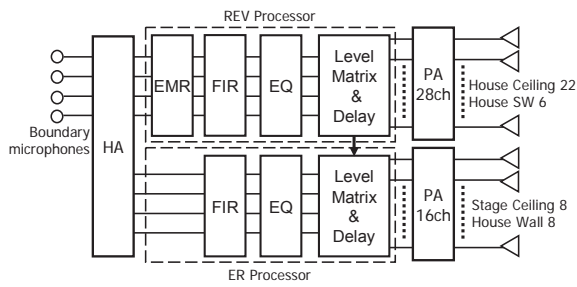 REV Processor
Boundary
microphones
HA
EMR
FIR
EQ
Level
Matrix
&
Delay
PA
28ch
House Ceiling 22
House SW 6
FIR
EQ
Level
Matrix
&
Delay
PA
16ch
Stage Ceiling 8
House Wall 8
ER Processor